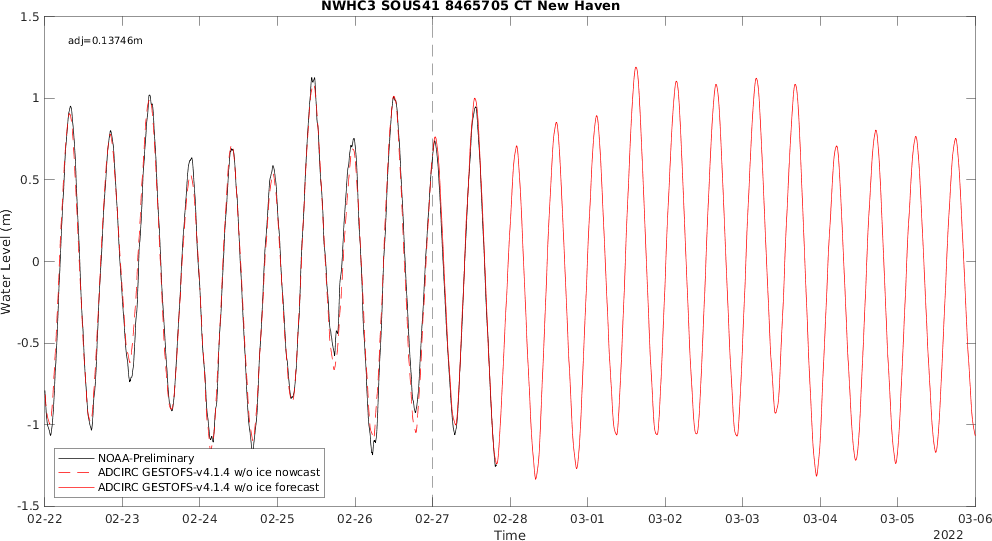 NWHC3 SOUS41 8465705 CT New Haven
adj=0.13746m
1.5
1
0.5
0
-0.5
-1
-1.5
Water Level (m)
NOAA-Preliminary
ADCIRC GESTOFS-v4.1.4 w/o ice nowcast
ADCIRC GESTOFS-v4.1.4 w/o ice forecast
02-22 02-23 02-24 02-25 02-26 02-27 02-28 03-01 03-02 03-03 03-04 03-05 03-06
Time
2022